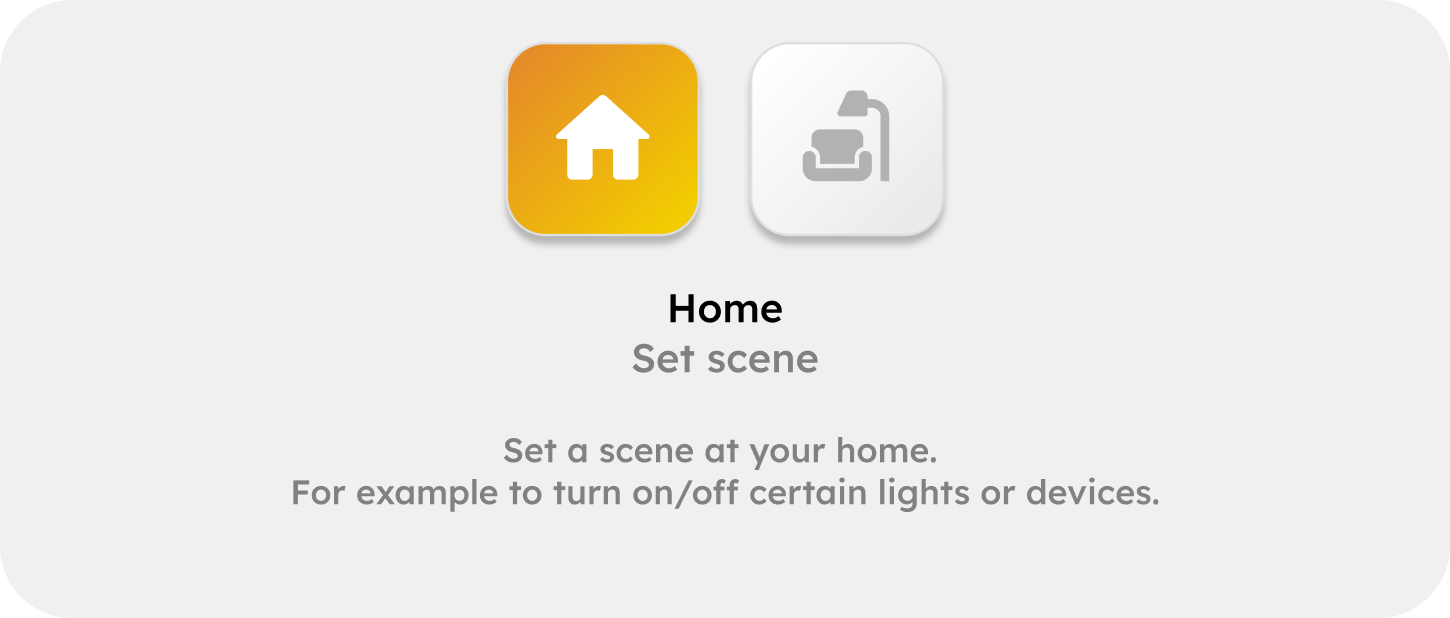 Home
Set scene
Set a scene at your home.
For example to turn on/off certain lights or devices.